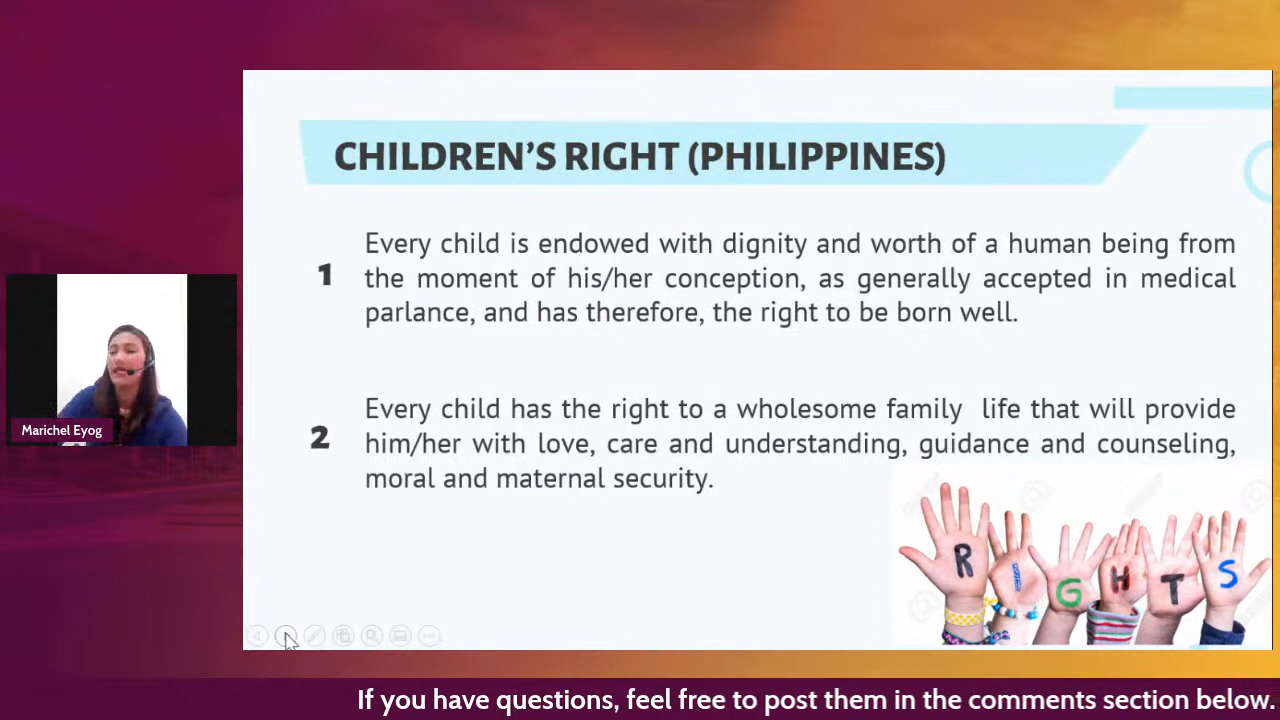 CHILDREN'S RIGHT (PHILIPPINES)
1
Every child is endowed with dignity and worth of a human being from
the moment of his/her conception, as generally accepted in medical
parlance, and has therefore, the right to be born well.
2
Every child has the right to a wholesome family life that will provide
him/her with love, care and understanding, guidance and counseling,
moral and maternal security.
R I G H T S
Marichel Eyog
If you have questions, feel free to post them in the comments section below.